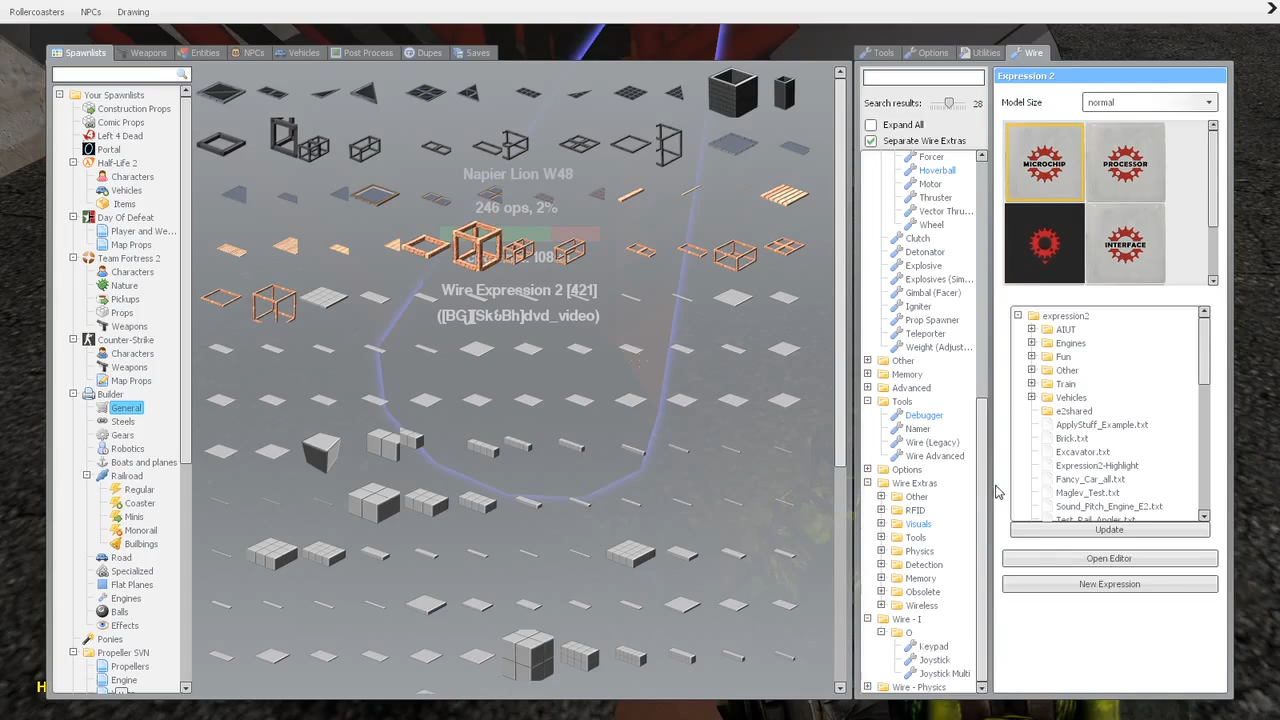 Rollercoasters NPCs Drawing
Spawnlists Weapons Entities NPCs Vehicles Post Process Dupes Saves
Tools Options Utilities Wire
Your Spawnlists
Construction Props
Comic Props
Left 4 Dead
Portal
Half-Life 2
Characters
Vehicles
Items
Day Of Defeat
Player and We...
Map Props
Team Fortress 2
Characters
Nature
Pickups
Props
Weapons
Counter-Strike
Characters
Weapons
Map Props
Builder
General
Steels
Gears
Robotics
Boats and planes
Railroad
Regular
Coaster
Minis
Monorail
Builbings
Road
Specialized
Flat Planes
Engines
Balls
Effects
Ponies
Propeller SVN
Propellers
Engine
Napier Lion W48
246 ops, 2%
108
Wire Expression 2 [421]
([BG][Sk&Bh]dvd_video)
Search results: 28
Expand All
Separate Wire Extras
Forcer
Hoverball
Motor
Thruster
Vector Thru...
Wheel
Clutch
Detonator
Explosive
Explosives (Sim...
Gimbal (Facer)
Igniter
Prop Spawner
Teleporter
Weight (Adjust...
Other
Memory
Advanced
Tools
Debugger
Namer
Wire (Legacy)
Wire Advanced
Options
Wire Extras
Other
RFID
Visuals
Tools
Physics
Detection
Memory
Obsolete
Wireless
Wire - I
O
Keypad
Joystick
Joystick Multi
Wire - Physics
Expression 2
Model Size normal
MICROCHIP PROCESSOR
INTERFACE
expression2
AIUT
Engines
Fun
Other
Train
Vehicles
e2shared
ApplyStuff_Example.txt
Brick.txt
Excavator.txt
Expression2-Highlight
Fancy_Car_all.txt
Maglev_Test.txt
Sound_Pitch_Engine_E2.txt
Test_Rail_Angler.txt
Update
Open Editor
New Expression
H